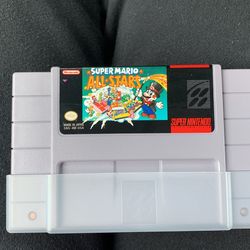 Nintendo
SUPER MARIO
ALL-STARS
MADE IN JAPAN
SUPER NINTENDO